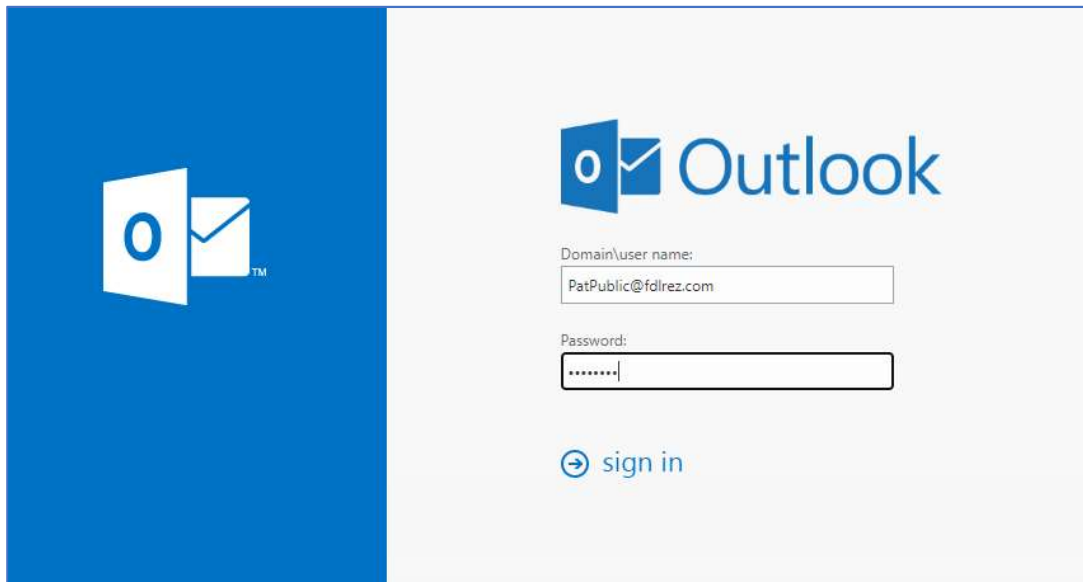 O
TM
O Outlook
Domain\user name:
PatPublic@fdlrez.com
Password:
••••••••
sign in